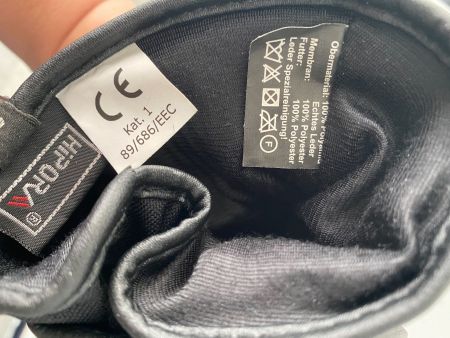 HiPORA
®
CE
Kat. 1
89/686/EEC
Obermaterial: 100%
Echtes Leder
Membran: 100% Polyester
Futter: 100% Polyester
Leder Spezialreinigung!
F